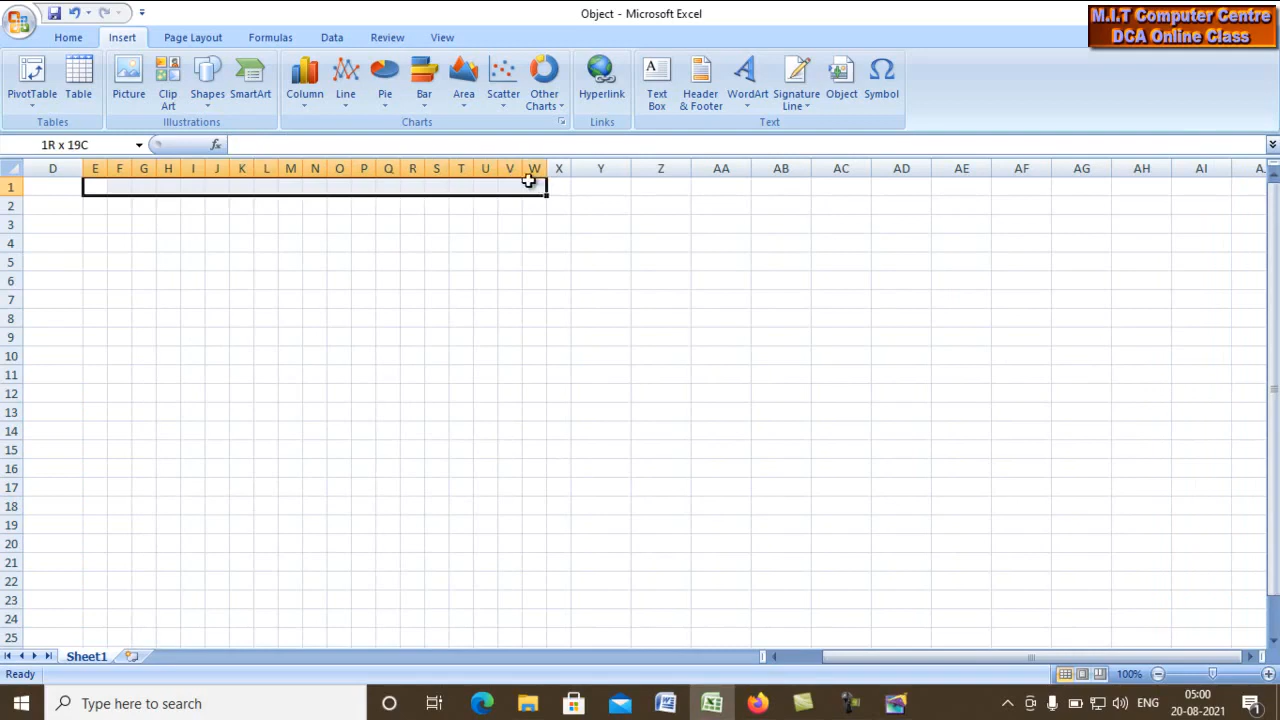 Object - Microsoft Excel
M.I.T Computer Centre
DCA Online Class
Home Insert Page Layout Formulas Data Review View
PivotTable Table Picture Clip Art Shapes SmartArt Column Line Pie Bar Area Scatter Other Charts Hyperlink Text Box Header & Footer WordArt Signature Line Object Symbol
Tables Illustrations Charts Links Text
1R x 19C fx
D E F G H I J K L M N O P Q R S T U V W X Y Z AA AB AC AD AE AF AG AH AI
1
2
3
4
5
6
7
8
9
10
11
12
13
14
15
16
17
18
19
20
21
22
23
24
25
Sheet1
Ready 100%
Type here to search ENG 05:00
20-08-2021 1